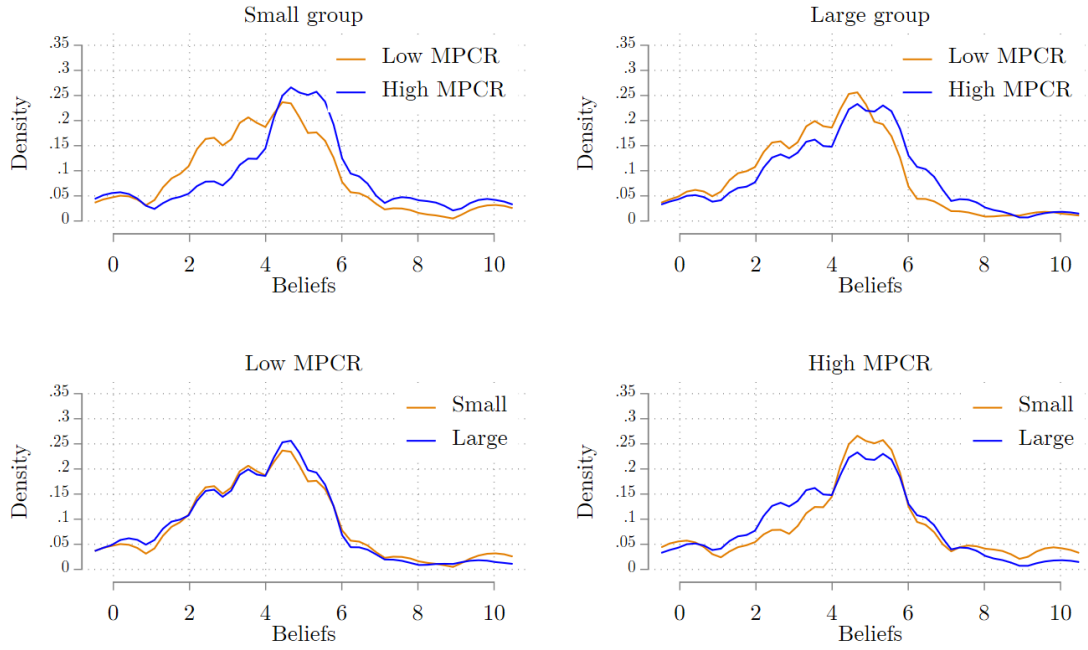 Small group
Low MPCR
High MPCR
Density
.35
.3
.25
.2
.15
.1
.05
0
0 2 4 6 8 10
Beliefs
Large group
Low MPCR
High MPCR
Density
.35
.3
.25
.2
.15
.1
.05
0
0 2 4 6 8 10
Beliefs
Low MPCR
Small
Large
Density
.35
.3
.25
.2
.15
.1
.05
0
0 2 4 6 8 10
Beliefs
High MPCR
Small
Large
Density
.35
.3
.25
.2
.15
.1
.05
0
0 2 4 6 8 10
Beliefs